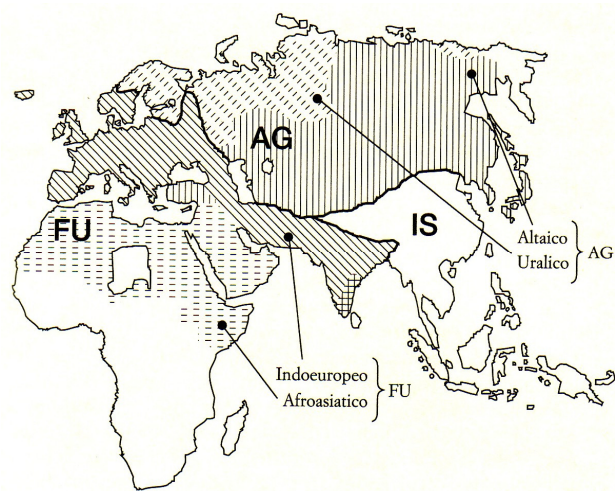 AG
FU
IS
Altaico
Uralico
AG
Indoeuropeo
Afroasiatico
FU